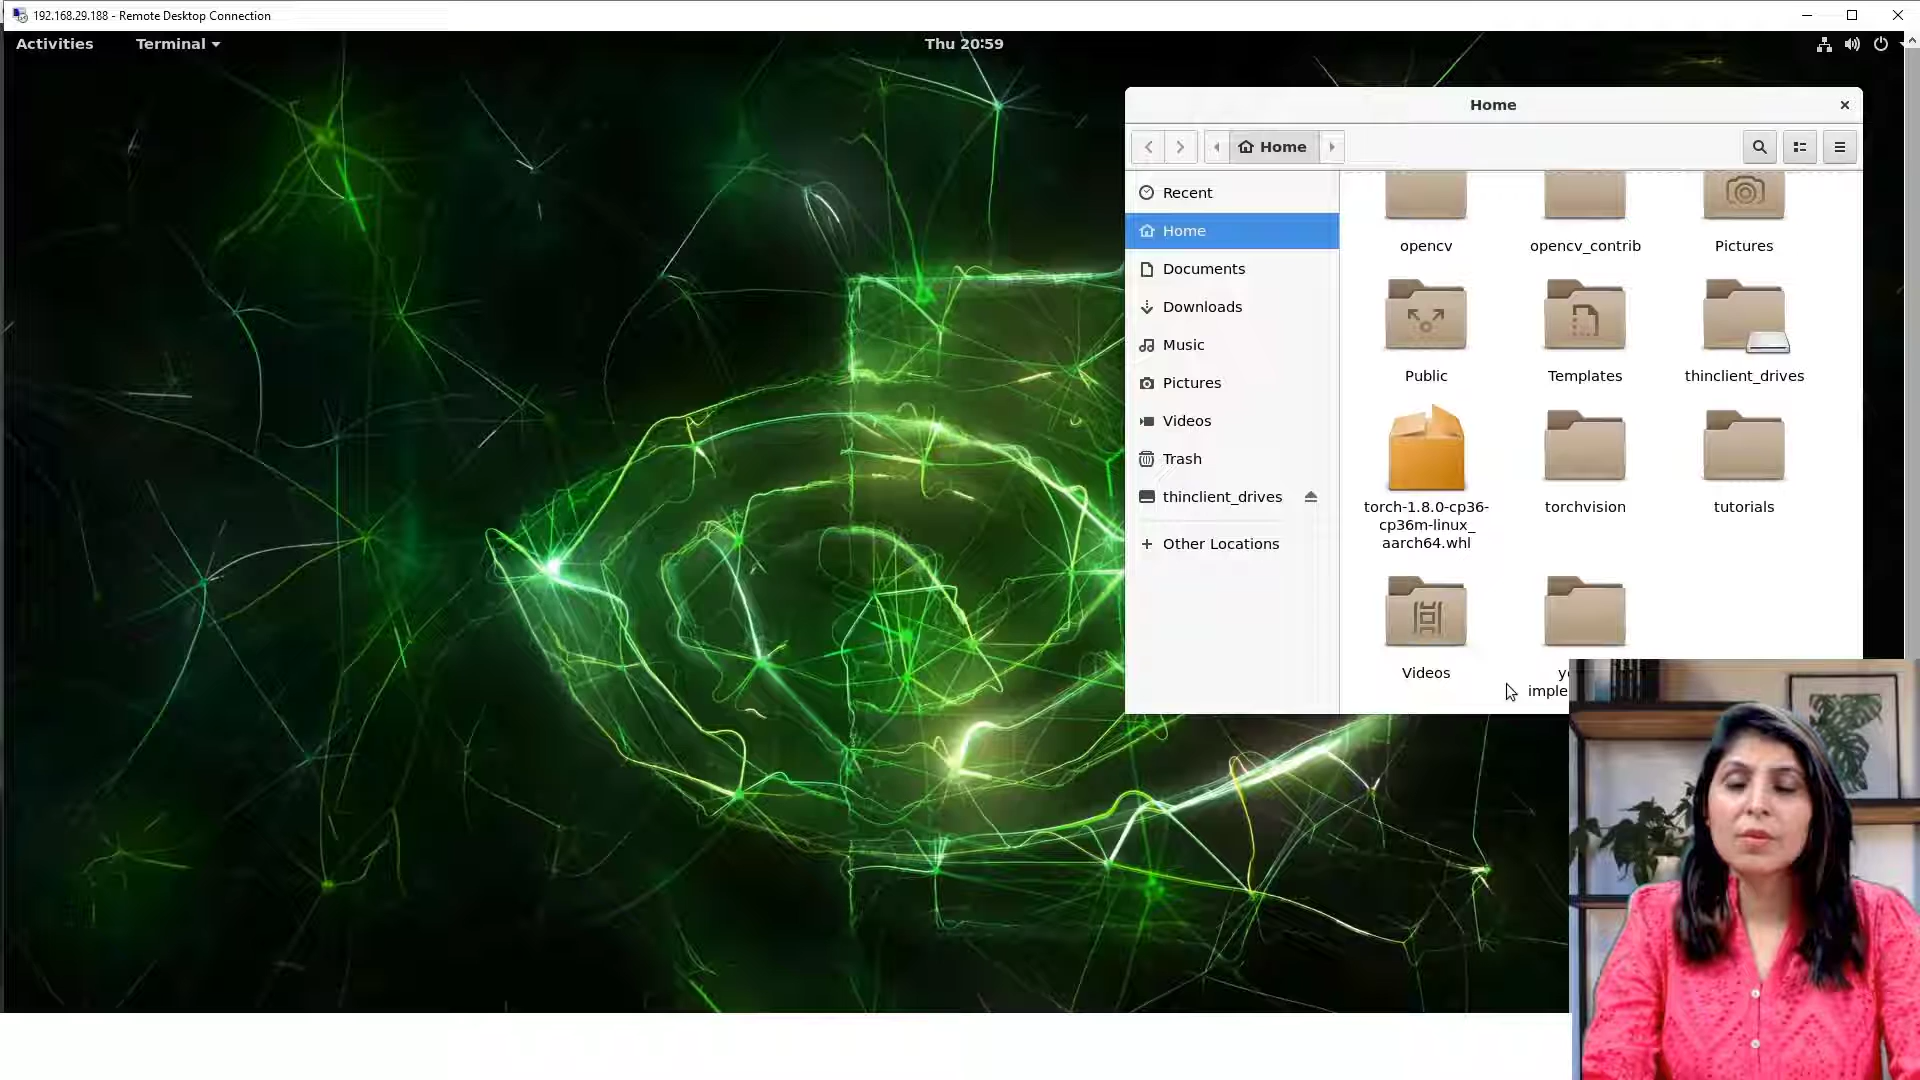 192.168.29.188 - Remote Desktop Connection
Activities
Terminal
Thu 20:59
Home
Home
Recent
Home
Documents
Downloads
Music
Pictures
Videos
Trash
thinclient_drives
Other Locations
opencv
opencv_contrib
Pictures
Public
Templates
thinclient_drives
torch-1.8.0-cp36-
cp36m-linux_
aarch64.whl
torchvision
tutorials
Videos